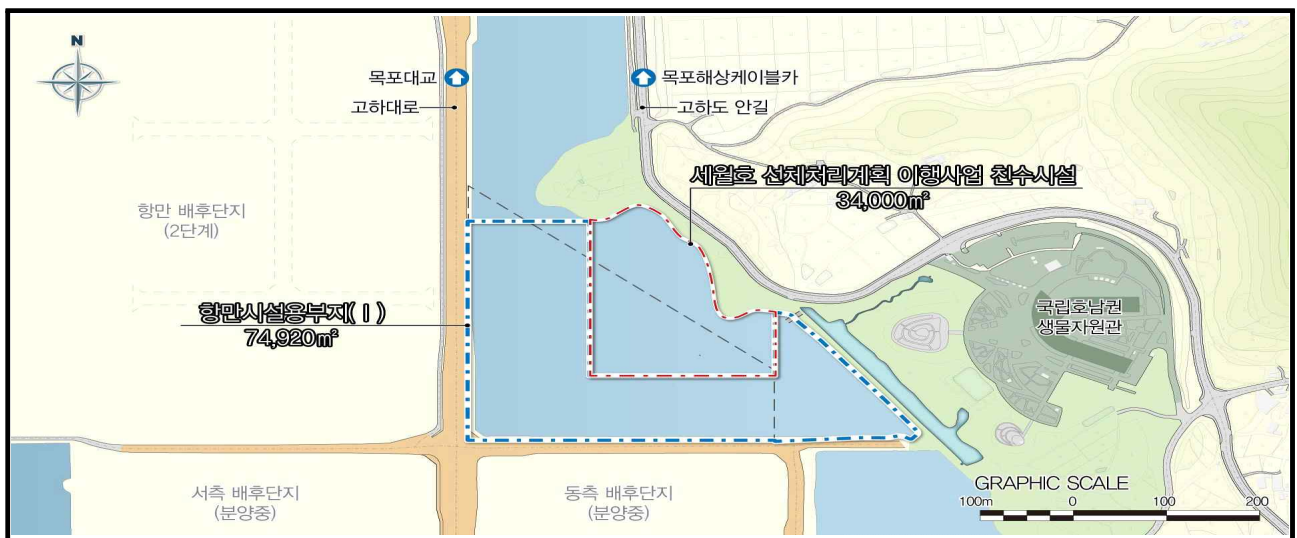 N
목포대교
고하대로
목포해상케이블카
고하도 안길
세월호 선체처리계획 이행사업 친수시설
34,000㎡
항만 배후단지
(2단계)
항만시설용부지(Ⅰ)
74,920㎡
국립호남권
생물자원관
서측 배후단지
(분양중)
동측 배후단지
(분양중)
GRAPHIC SCALE
100m 0 100 200